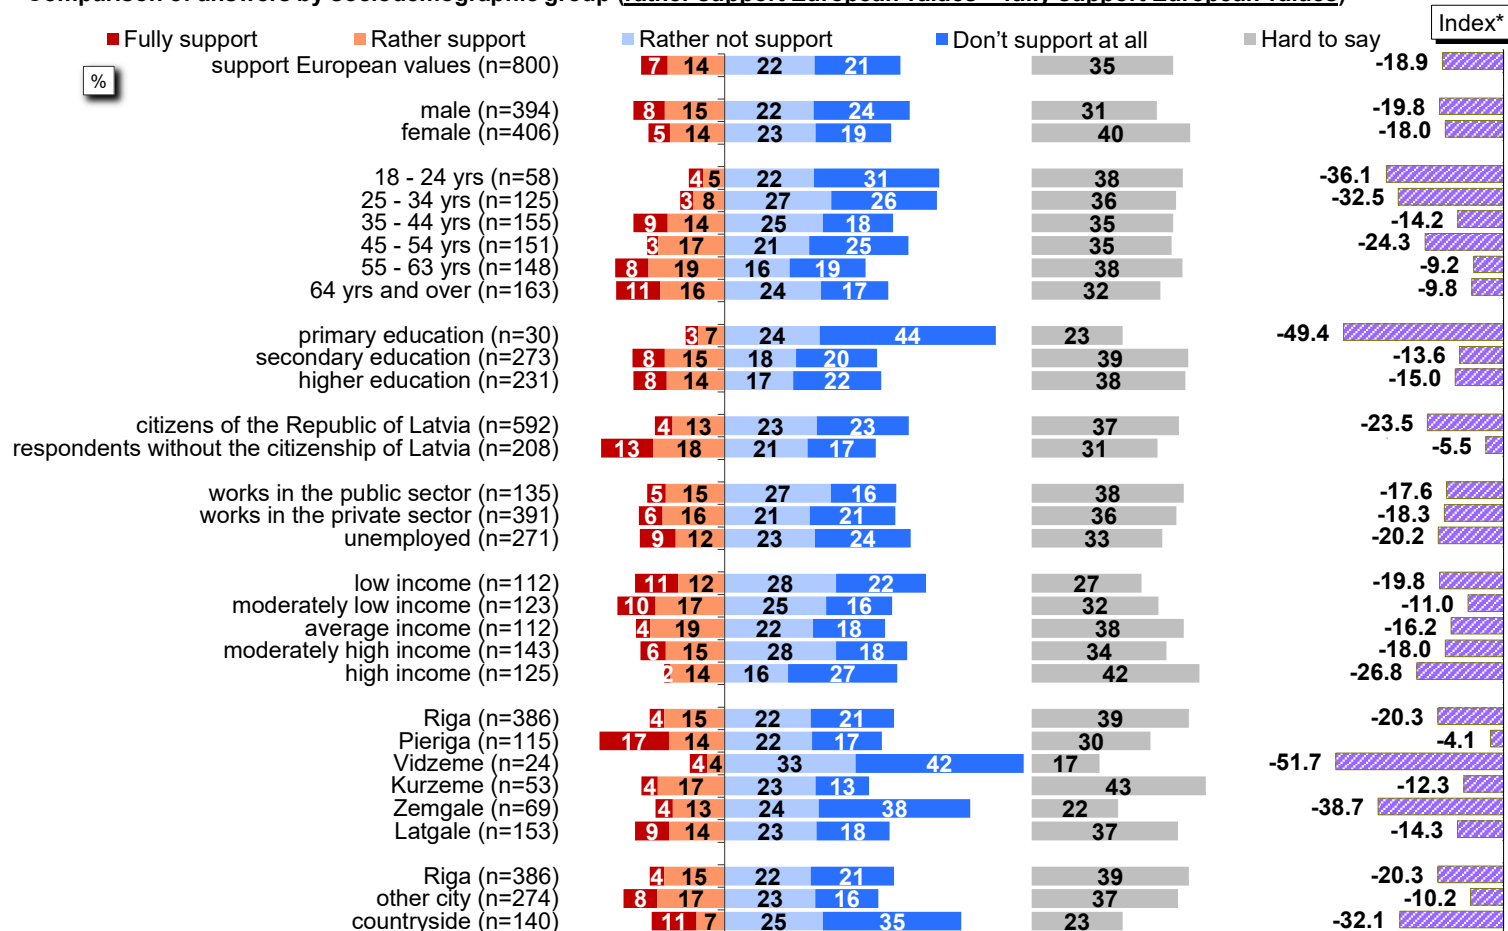 Comparison of answers by sociodemographic group (rather support European values – fully support European values)
Index*
Fully support Rather support Rather not support Don't support at all Hard to say
%
support European values (n=800) 7 14 22 21 35 -18.9
male (n=394) 8 15 22 24 31 -19.8
female (n=406) 5 14 23 19 40 -18.0
18 - 24 yrs (n=58) 4 5 22 31 38 -36.1
25 - 34 yrs (n=125) 3 8 27 26 36 -32.5
35 - 44 yrs (n=155) 9 14 25 18 35 -14.2
45 - 54 yrs (n=151) 3 17 21 25 35 -24.3
55 - 63 yrs (n=148) 8 19 16 19 38 -9.2
64 yrs and over (n=163) 11 16 24 17 32 -9.8
primary education (n=30) 3 7 24 44 23 -49.4
secondary education (n=273) 8 15 18 20 39 -13.6
higher education (n=231) 8 14 17 22 38 -15.0
citizens of the Republic of Latvia (n=592) 4 13 23 23 37 -23.5
respondents without the citizenship of Latvia (n=208) 13 18 21 17 31 -5.5
works in the public sector (n=135) 5 15 27 16 38 -17.6
works in the private sector (n=391) 6 16 21 21 36 -18.3
unemployed (n=271) 9 12 23 24 33 -20.2
low income (n=112) 11 12 28 22 27 -19.8
moderately low income (n=123) 10 17 25 16 32 -11.0
average income (n=112) 4 19 22 18 38 -16.2
moderately high income (n=143) 6 15 28 18 34 -18.0
high income (n=125) 2 14 16 27 42 -26.8
Riga (n=386) 4 15 22 21 39 -20.3
Pieriga (n=115) 17 14 22 17 30 -4.1
Vidzeme (n=24) 4 4 33 42 17 -51.7
Kurzeme (n=53) 4 17 23 13 43 -12.3
Zemgale (n=69) 4 13 24 38 22 -38.7
Latgale (n=153) 9 14 23 18 37 -14.3
Riga (n=386) 4 15 22 21 39 -20.3
other city (n=274) 8 17 23 16 37 -10.2
countryside (n=140) 11 7 25 35 23 -32.1